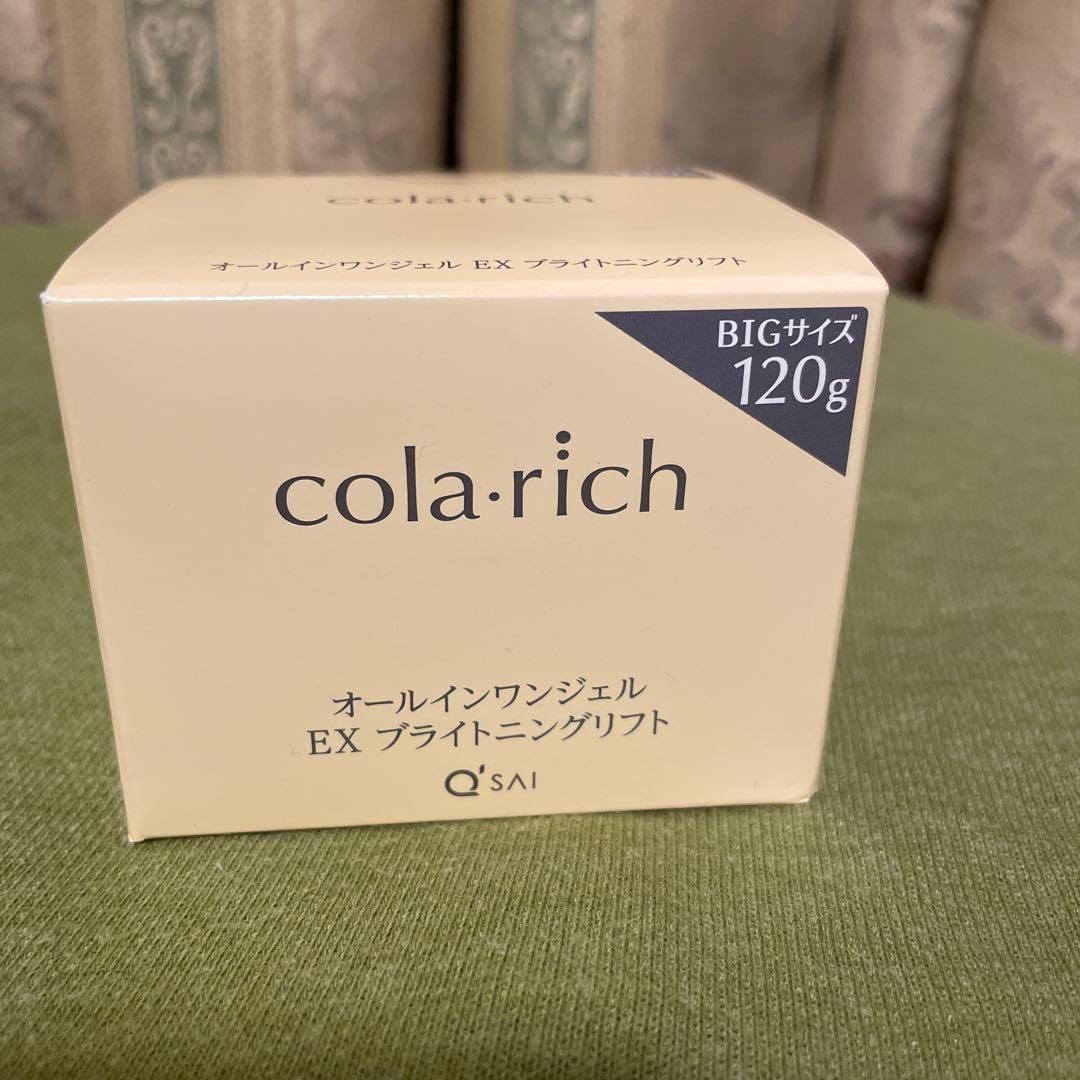 cola·rich
オールインワンジェル EX ブライトニングリフト
BIGサイズ
120g
cola·rich
オールインワンジェル
EX ブライトニングリフト
Q'SAI